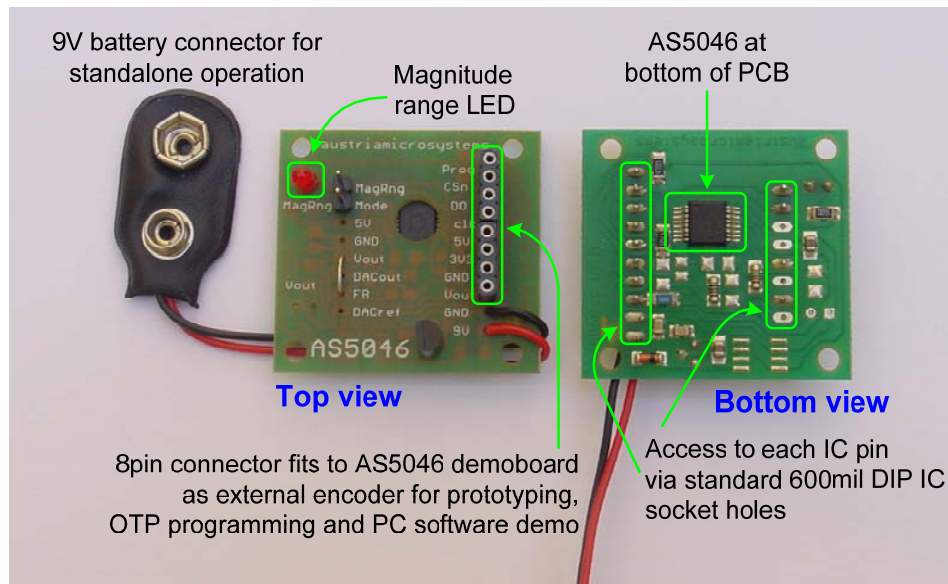 9V battery connector for
standalone operation
Magnitude
range LED
AS5046 at
bottom of PCB
austriamicrosystems
MagRng
MagRng
Mode
5V
GND
Vout
DACout
FR
DACref
Vout
Prog
CSn
DO
clk
5V
3V3
GND
Vout
GND
9V
AS5046
Top view
Bottom view
8pin connector fits to AS5046 demoboard
as external encoder for prototyping,
OTP programming and PC software demo
Access to each IC pin
via standard 600mil DIP IC
socket holes